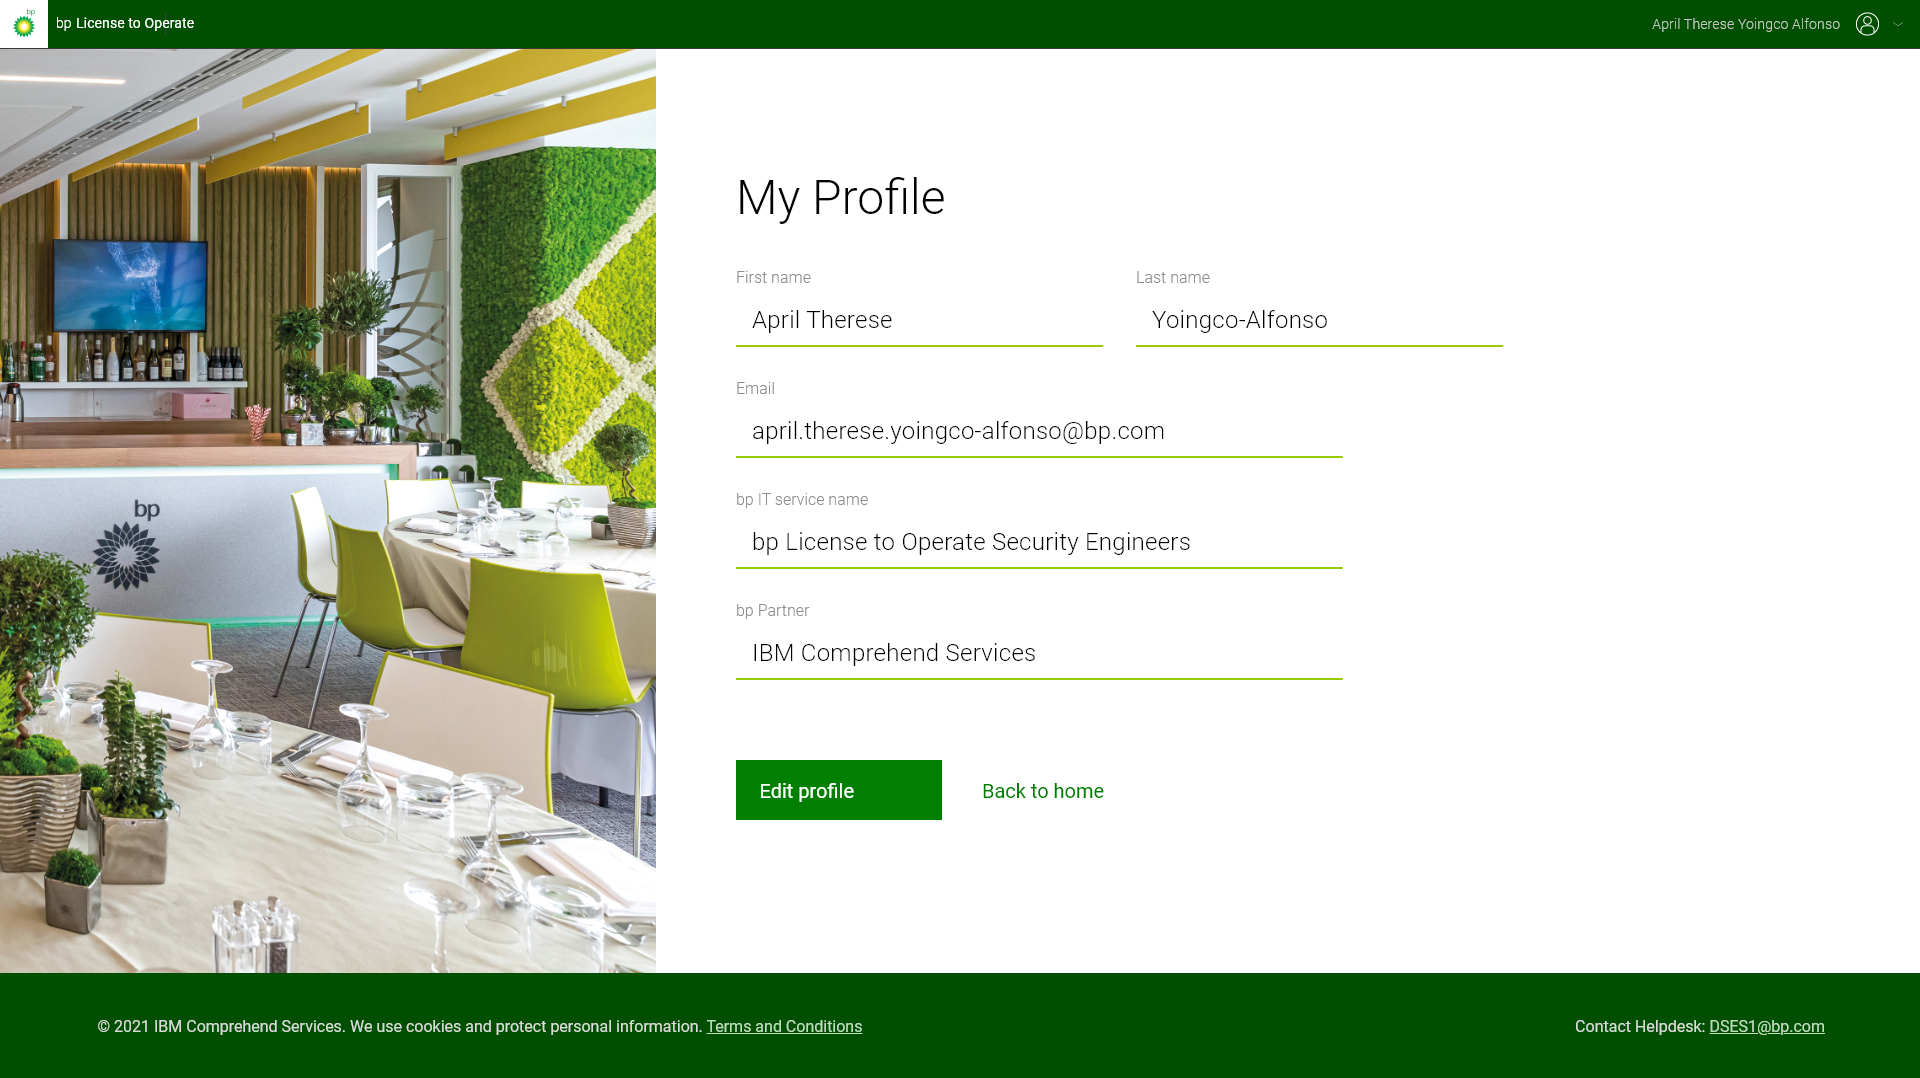 bp
bp License to Operate
April Therese Yoingco Alfonso
bp
My Profile
First name
Last name
April Therese
Yoingco-Alfonso
Email
april.therese.yoingco-alfonso@bp.com
bp IT service name
bp License to Operate Security Engineers
bp Partner
IBM Comprehend Services
Edit profile
Back to home
© 2021 IBM Comprehend Services. We use cookies and protect personal information. Terms and Conditions
Contact Helpdesk: DSES1@bp.com